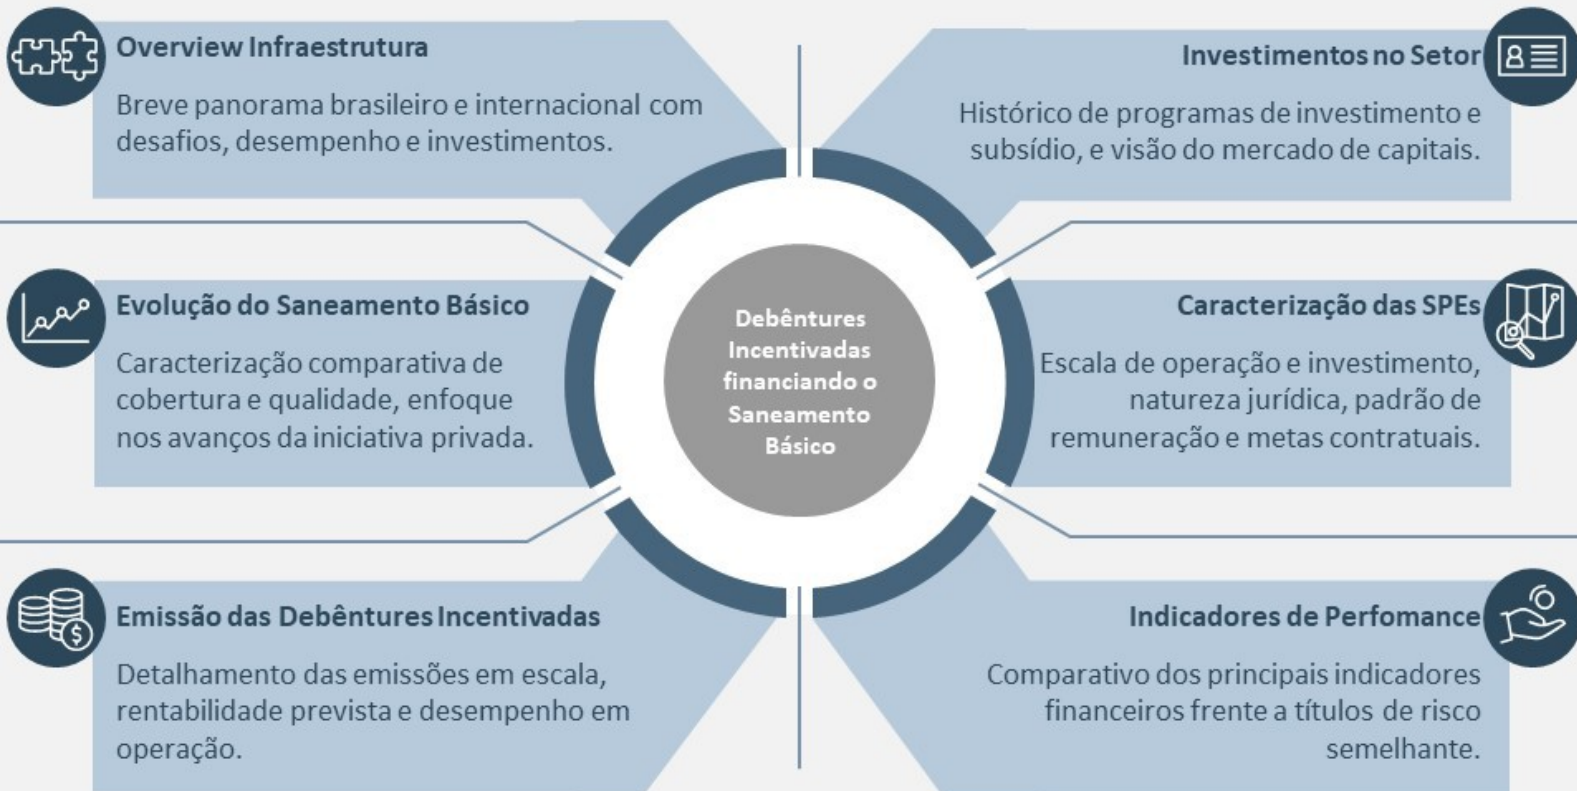 Overview Infraestrutura
Breve panorama brasileiro e internacional com
desafios, desempenho e investimentos.
Investimentos no Setor
Histórico de programas de investimento e
subsídio, e visão do mercado de capitais.
Evolução do Saneamento Básico
Caracterização comparativa de
cobertura e qualidade, enfoque
nos avanços da iniciativa privada.
Debêntures
Incentivadas
financiando o
Saneamento
Básico
Caracterização das SPEs
Escala de operação e investimento,
natureza jurídica, padrão de
remuneração e metas contratuais.
Emissão das Debêntures Incentivadas
Detalhamento das emissões em escala,
rentabilidade prevista e desempenho em
operação.
Indicadores de Perfomance
Comparativo dos principais indicadores
financeiros frente a títulos de risco
semelhante.